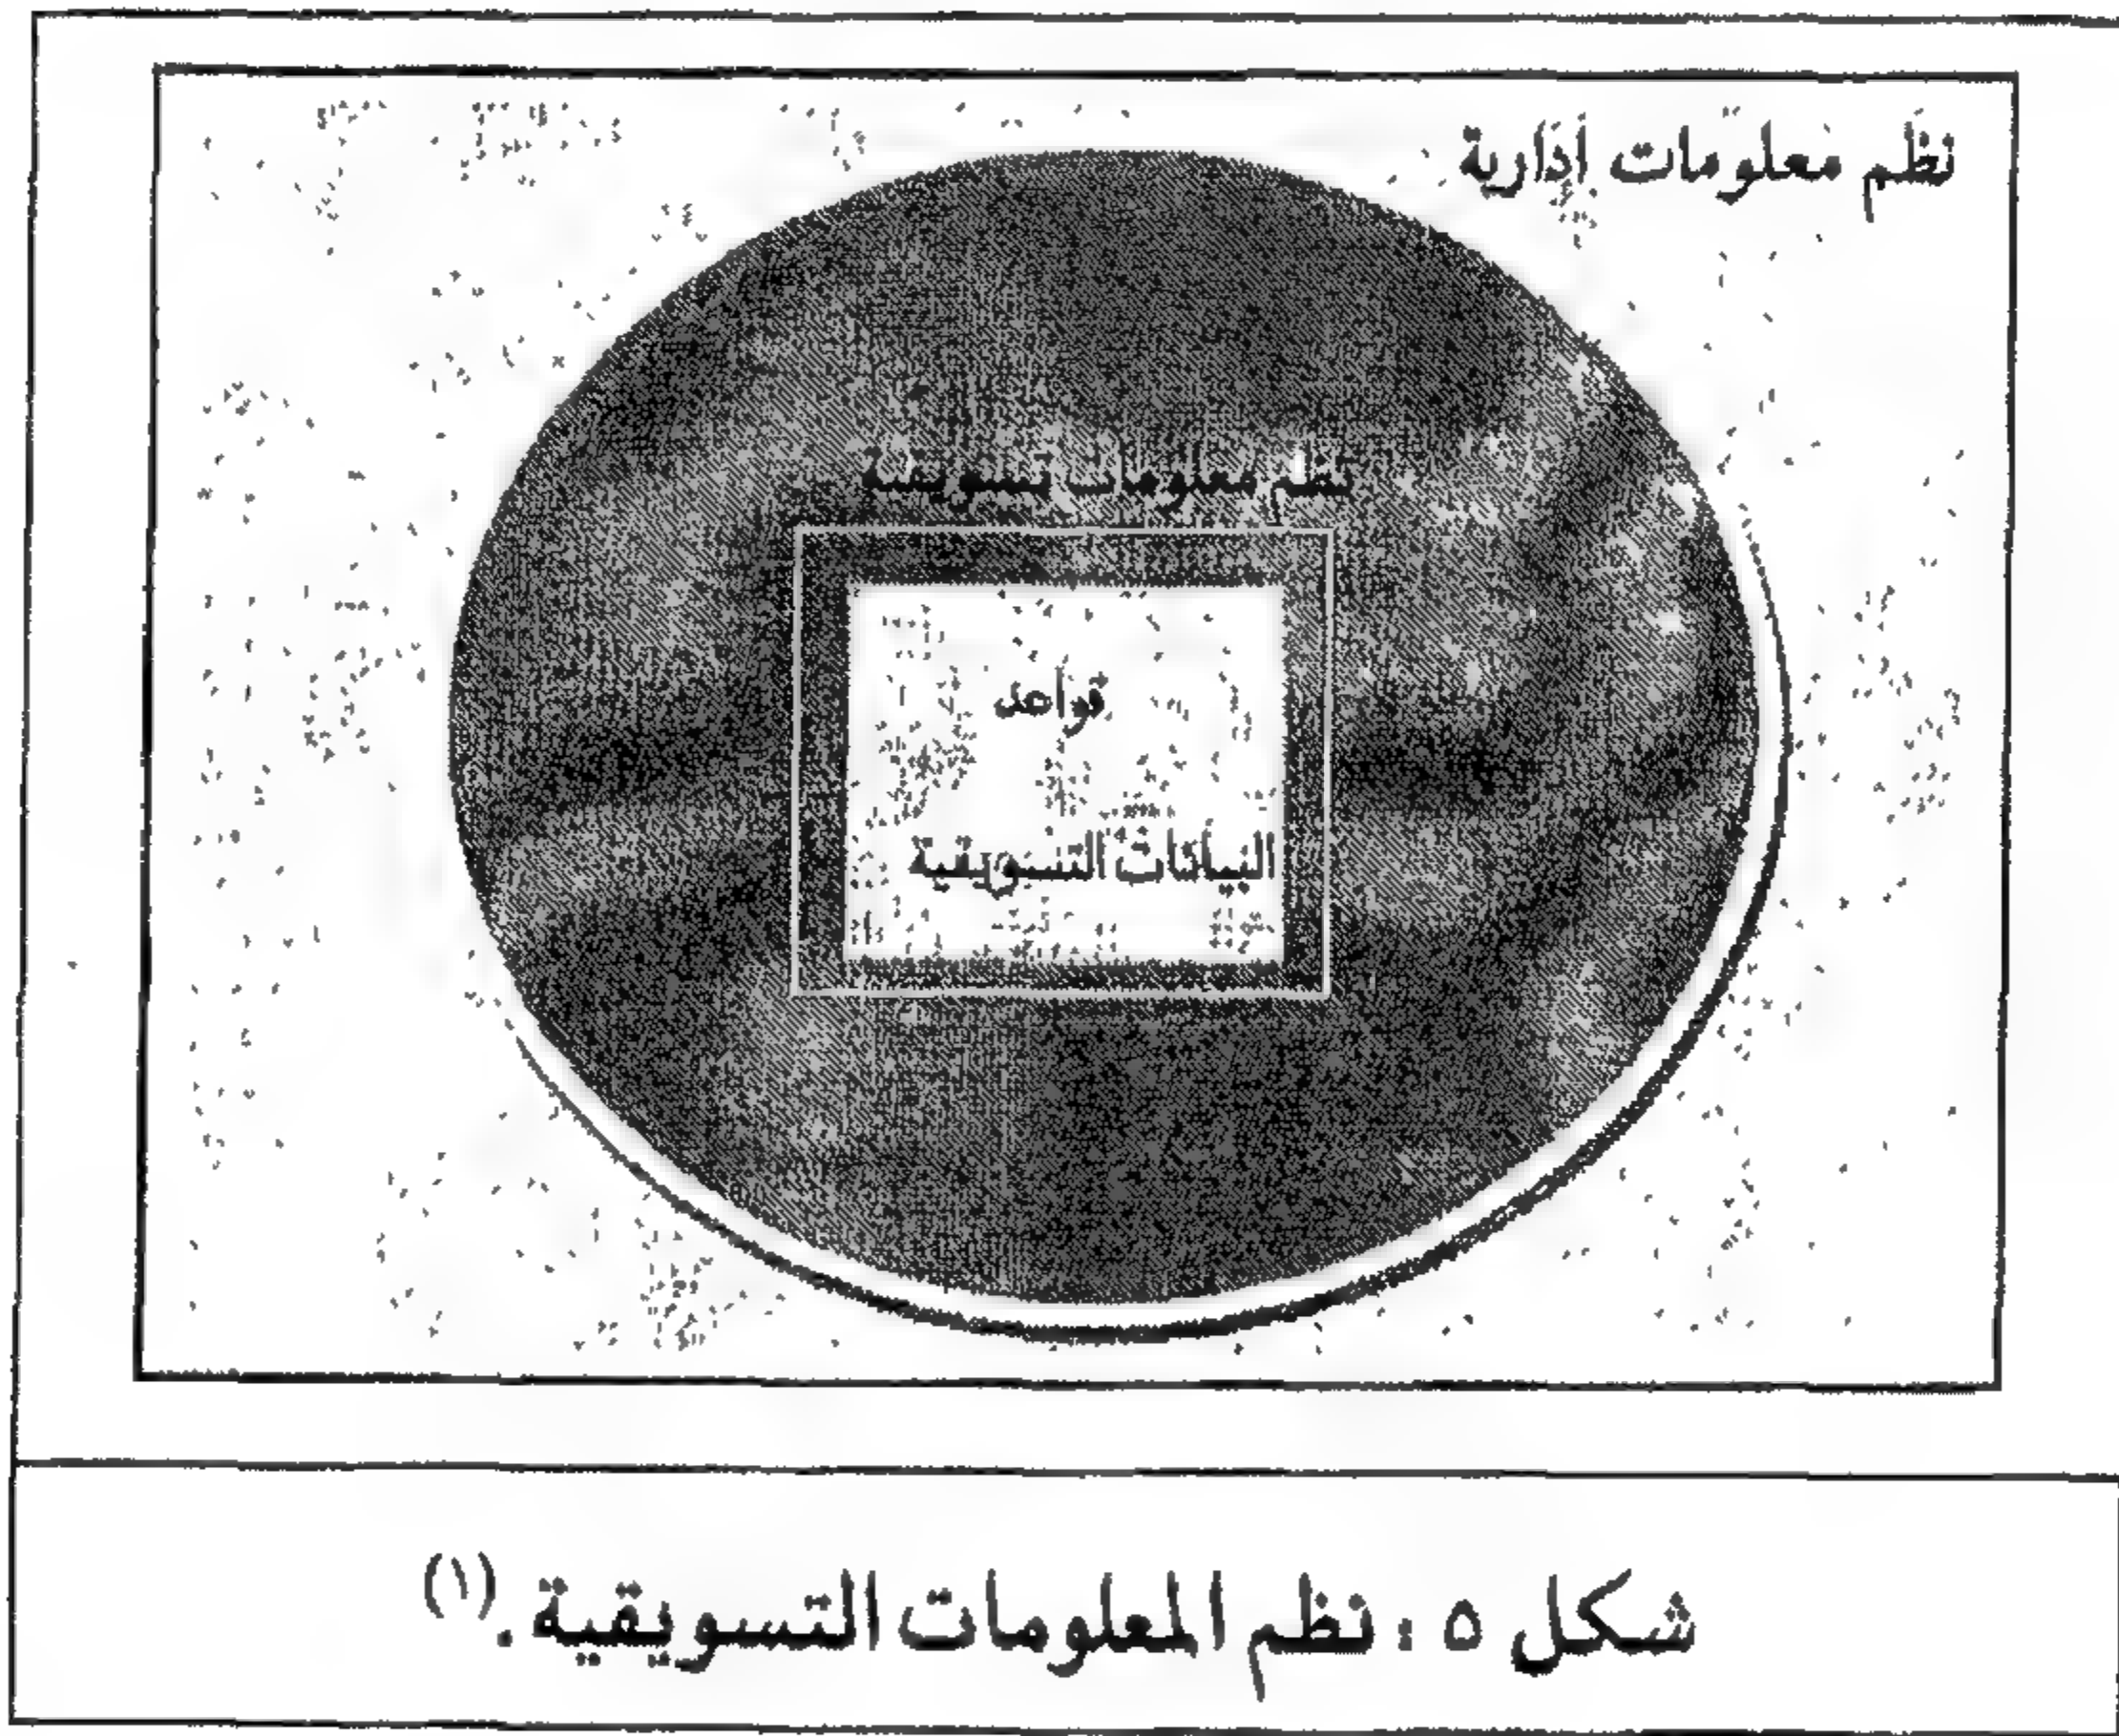 نظم معلومات إدارية
نظم معلومات تسويقية
قواعد
البيانات التسويقية
شكل ٥ : نظم المعلومات التسويقية . (١)